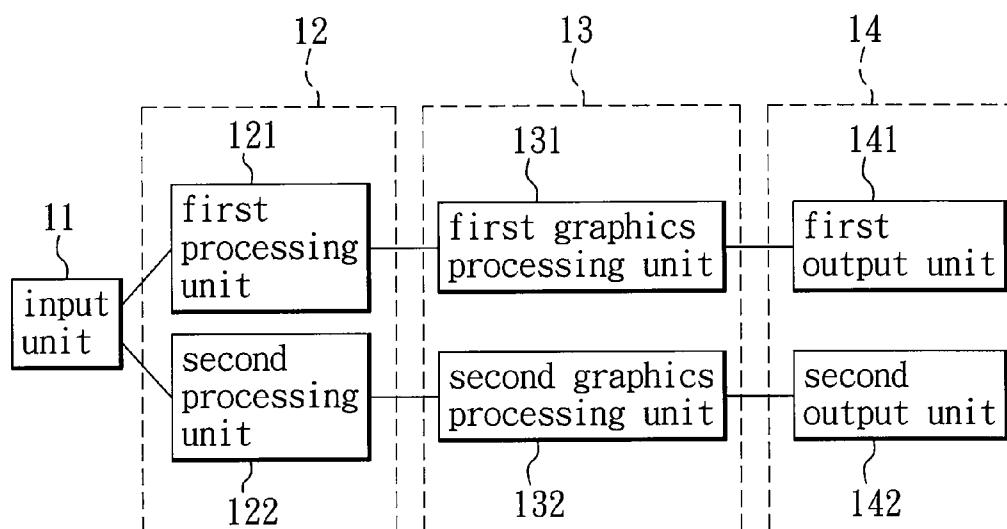 12
13
14
121
131
141
11
first
processing
unit
first graphics
processing unit
first
output unit
input
unit
second
processing
unit
second graphics
processing unit
second
output unit
122
132
142